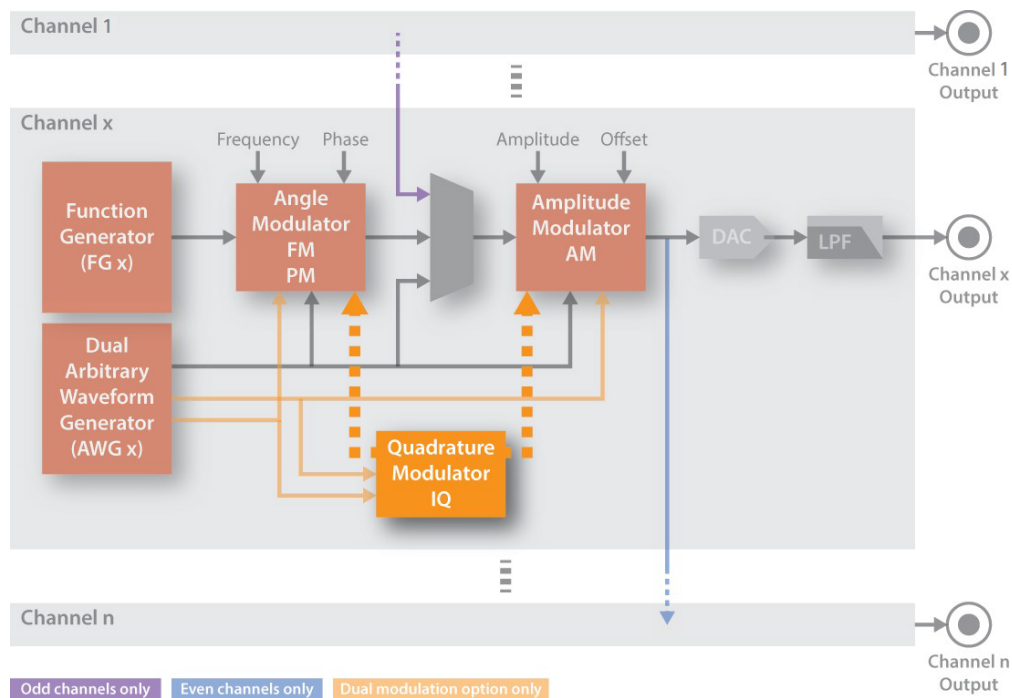 Channel 1
Channel 1
Output
Channel x
Frequency
Phase
Amplitude
Offset
Function
Generator
(FG x)
Angle
Modulator
FM
PM
Amplitude
Modulator
AM
DAC
LPF
Channel x
Output
Dual
Arbitrary
Waveform
Generator
(AWG x)
Quadrature
Modulator
IQ
Channel n
Channel n
Output
Odd channels only
Even channels only
Dual modulation option only